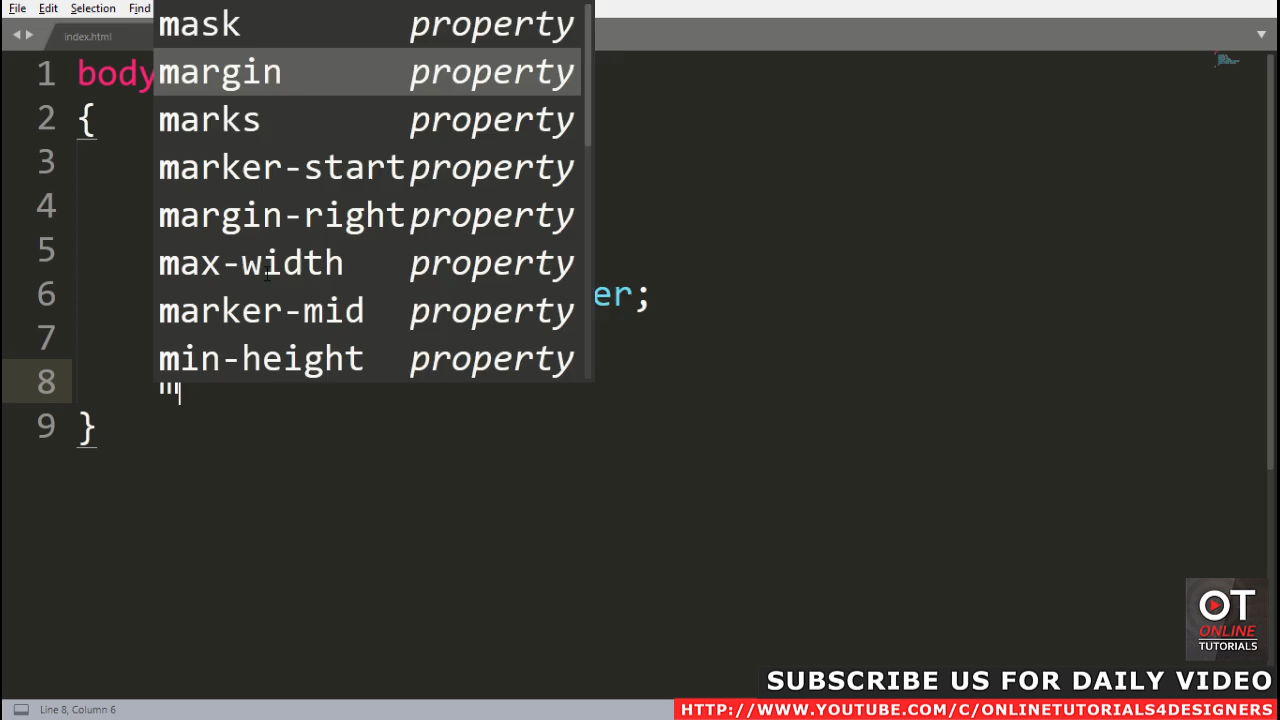 File Edit Selection Find
index.html
mask property
margin property
marks property
marker-start property
margin-right property
max-width property
marker-mid property
min-height property
1 body
2 {
3
4
5
6 er;
7
8 m
9 }
OT
ONLINE
TUTORIALS
SUBSCRIBE US FOR DAILY VIDEO
Line 8, Column 6
HTTP://WWW.YOUTUBE.COM/C/ONLINETUTORIALS4DESIGNERS